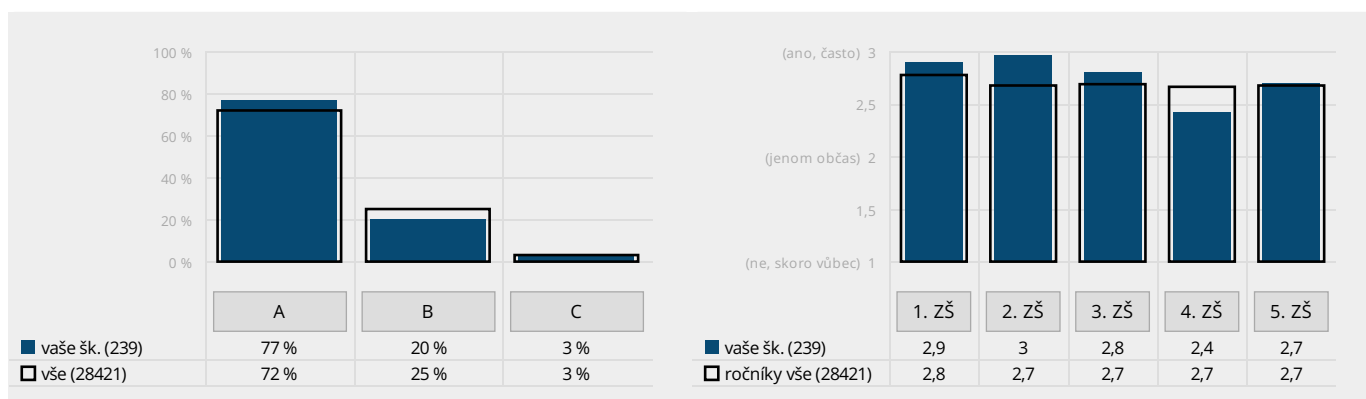 100 %
80 %
60 %
40 %
20 %
0 %
A B C
vaše šk. (239) 77 % 20 % 3 %
vše (28421) 72 % 25 % 3 %
(ano, často) 3
2,5
(jenom občas) 2
1,5
(ne, skoro vůbec) 1
1. ZŠ 2. ZŠ 3. ZŠ 4. ZŠ 5. ZŠ
vaše šk. (239) 2,9 3 2,8 2,4 2,7
ročníky vše (28421) 2,8 2,7 2,7 2,7 2,7